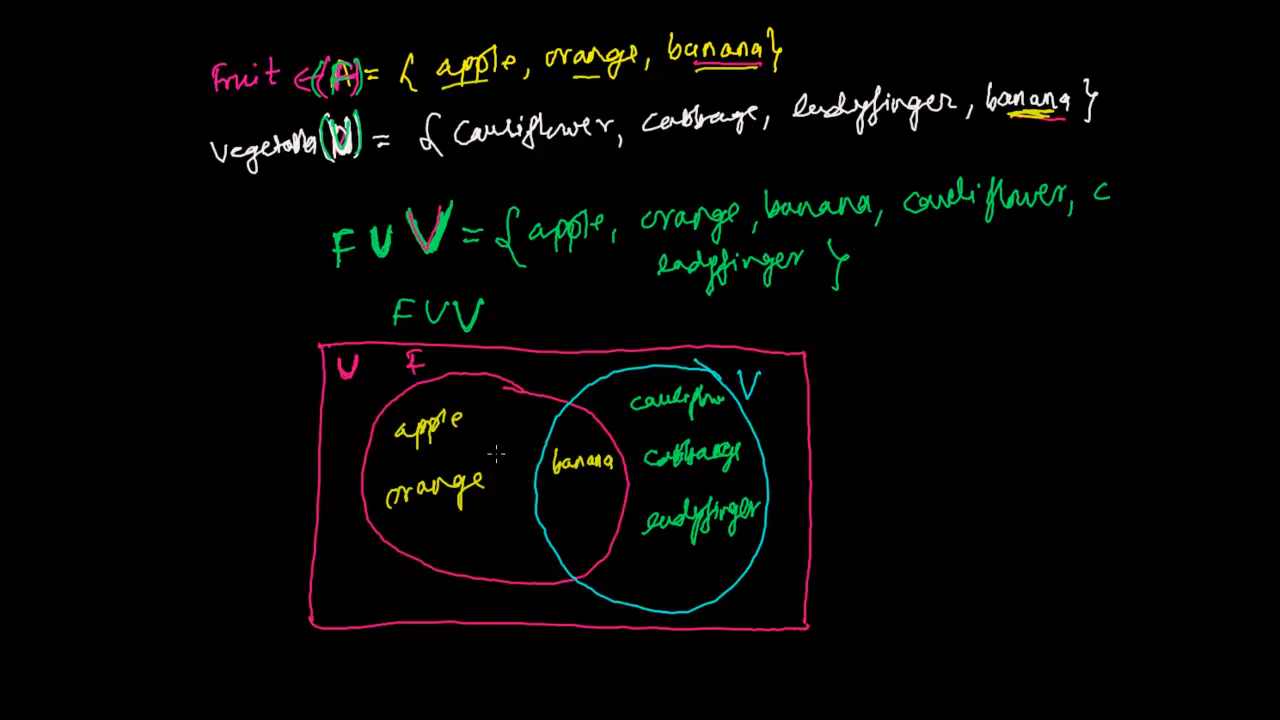 Fruit (F) = { apple, orange, banana }
Vegetable (V) = { cauliflower, cabbage, ladyfinger, banana }
F U V = { apple, orange, banana, cauliflower, c
ladyfinger }
F U V
U F V
apple cauliflow
orange banana cabbage
ladyfinger